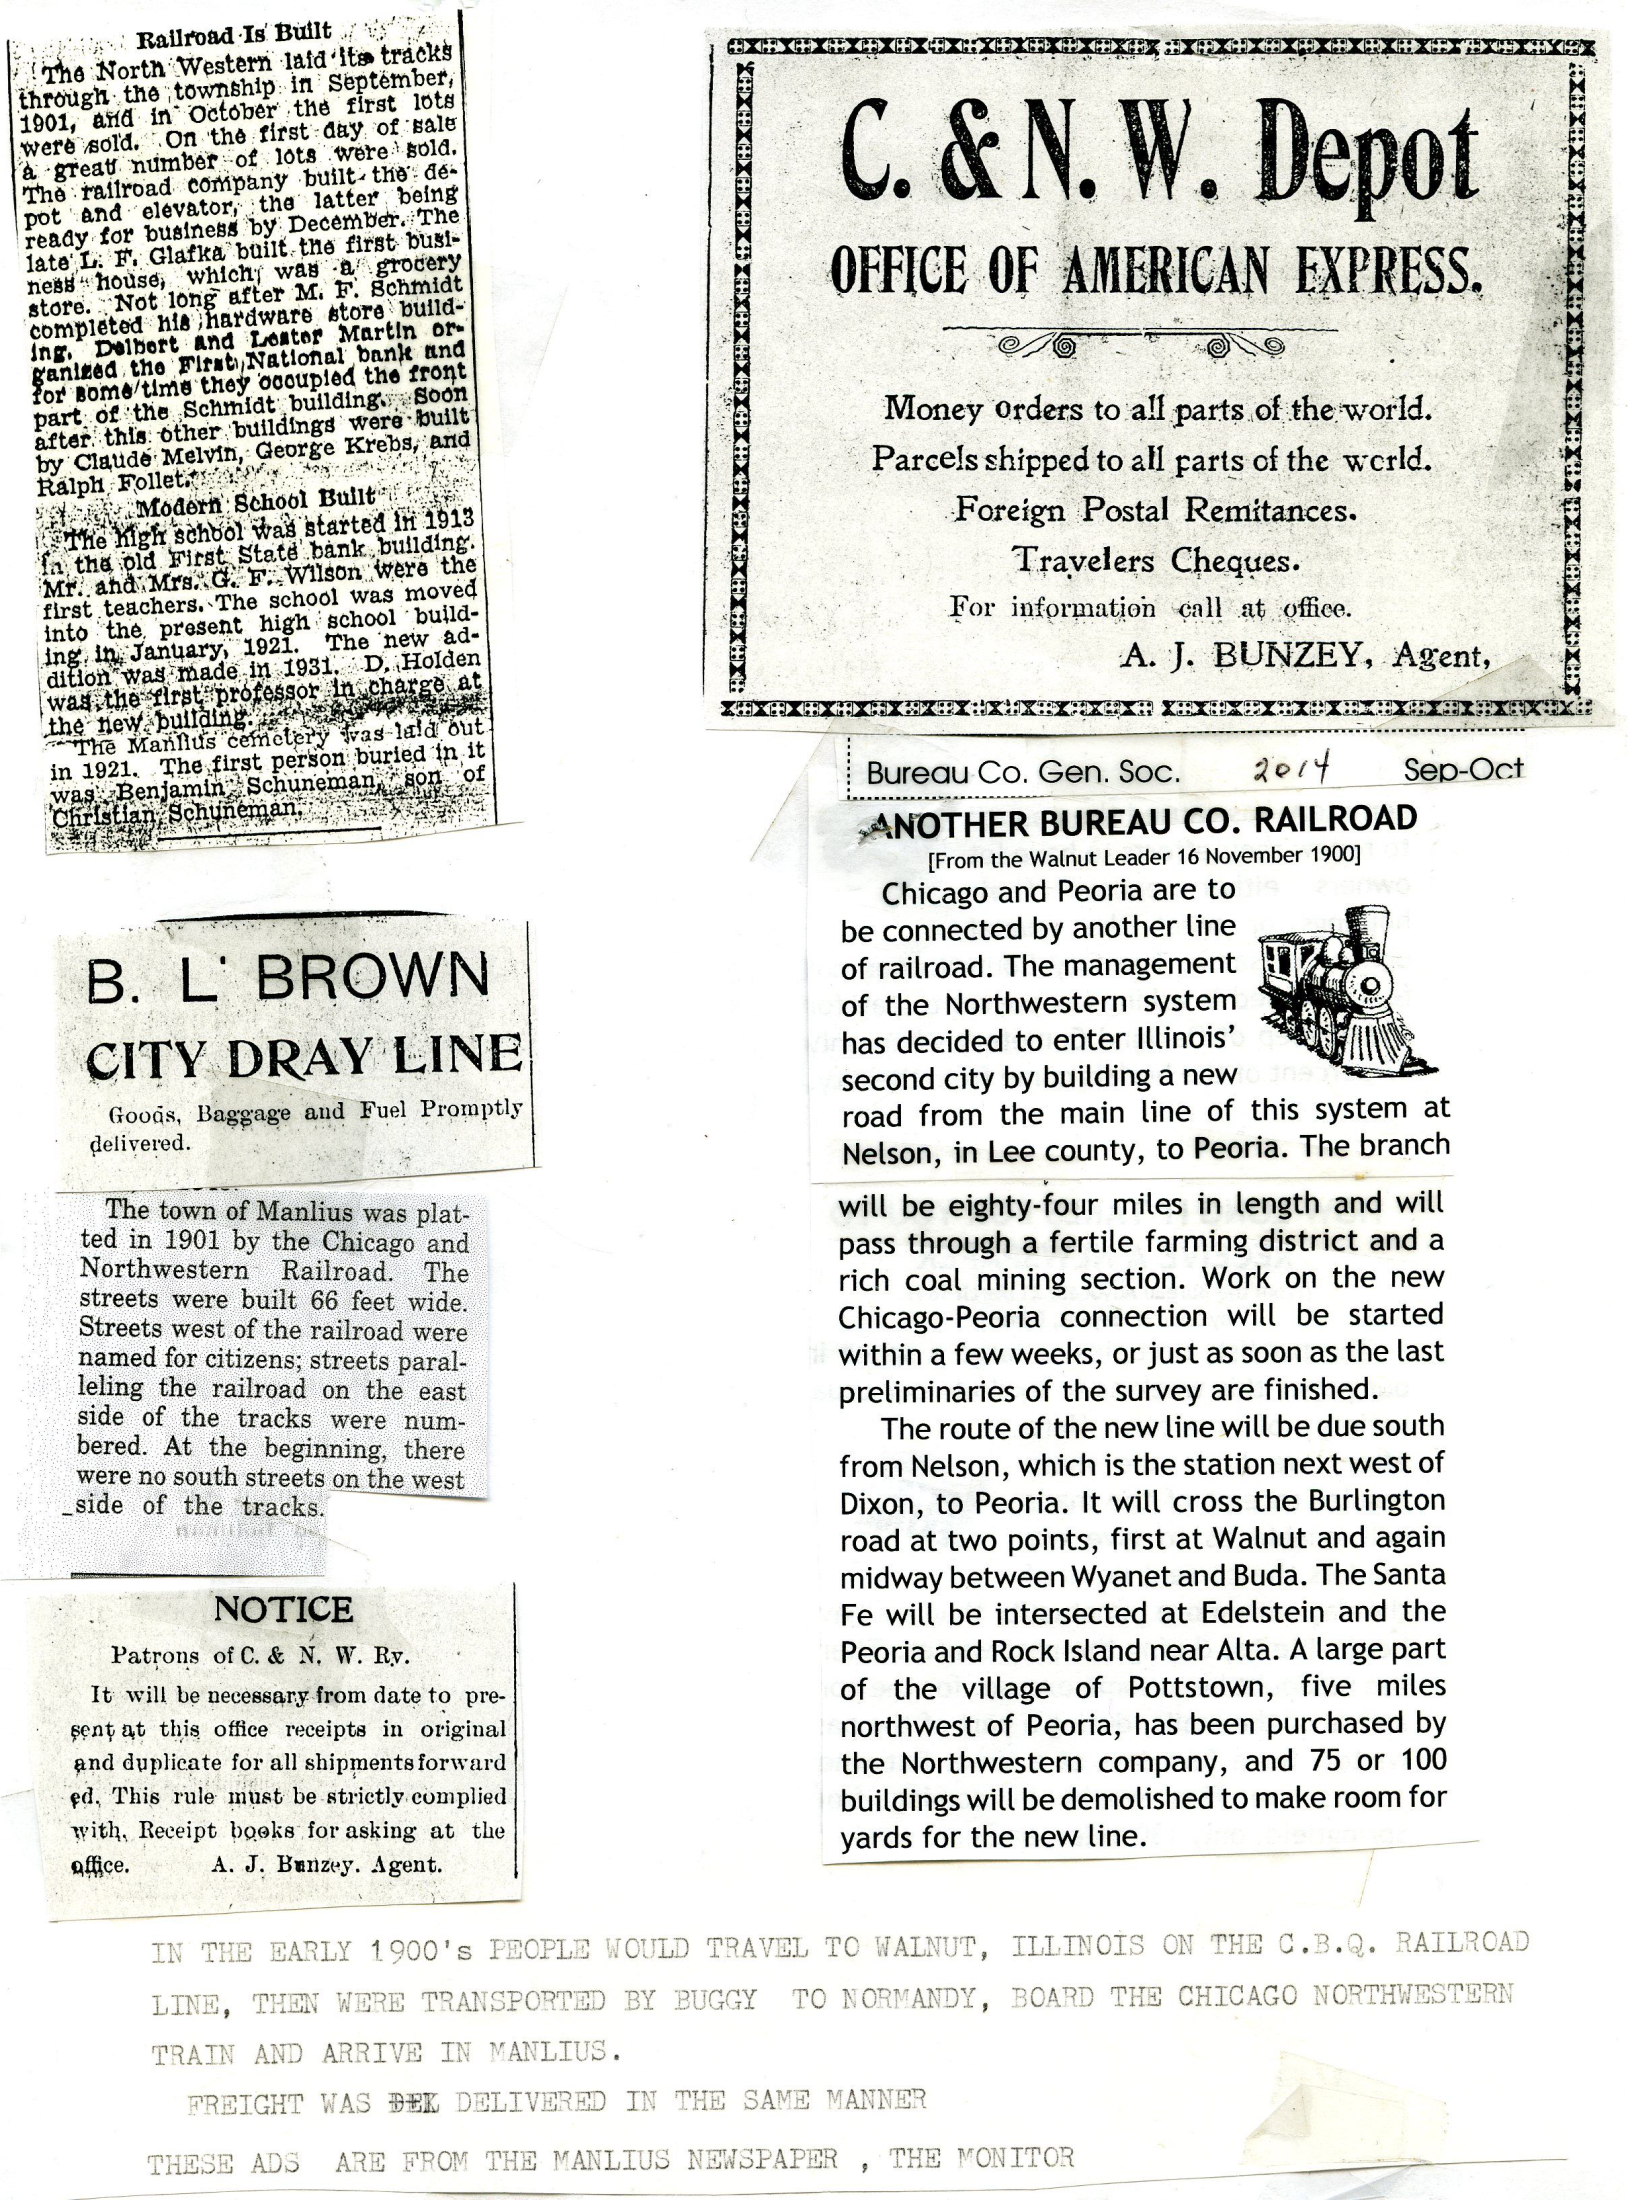 Railroad Is Built
The North Western laid its tracks
through the township in September,
1901, and in October the first lots
were sold. On the first day of sale
a great number of lots were sold.
The railroad company built the de-
pot and elevator, the latter being
ready for business by December. The
late L. F. Glafka built the first busi-
ness house, which was a grocery
store. Not long after M. F. Schmidt
completed his hardware store build-
ing. Delbert and Lester Martin or-
ganized the First National bank and
for some time they occupied the front
part of the Schmidt building. Soon
after this other buildings were built
by Claude Melvin, George Krebs, and
Ralph Follet.
Modern School Built
The high school was started in 1913
in the old First State bank building.
Mr. and Mrs. G. F. Wilson were the
first teachers. The school was moved
into the present high school build-
ing in January, 1921. The new ad-
dition was made in 1931. D. Holden
was the first professor in charge at
the new building.
The Manlius cemetery was laid out
in 1921. The first person buried in it
was Benjamin Schuneman, son of
Christian Schuneman.
B. L. BROWN
CITY DRAY LINE
Goods, Baggage and Fuel Promptly
delivered.
The town of Manlius was plat-
ted in 1901 by the Chicago and
Northwestern Railroad. The
streets were built 66 feet wide.
Streets west of the railroad were
named for citizens; streets paral-
leling the railroad on the east
side of the tracks were num-
bered. At the beginning, there
were no south streets on the west
side of the tracks.
NOTICE
Patrons of C. & N. W. Ry.
It will be necessary from date to pre-
sent at this office receipts in original
and duplicate for all shipments forward
ed. This rule must be strictly complied
with. Receipt books for asking at the
office. A. J. Bunzey. Agent.
C. & N. W. Depot
OFFICE OF AMERICAN EXPRESS.
Money orders to all parts of the world.
Parcels shipped to all parts of the world.
Foreign Postal Remitances.
Travelers Cheques.
For information call at office.
A. J. BUNZEY, Agent,
Bureau Co. Gen. Soc. 2014 Sep-Oct
ANOTHER BUREAU CO. RAILROAD
[From the Walnut Leader 16 November 1900]
Chicago and Peoria are to
be connected by another line
of railroad. The management
of the Northwestern system
has decided to enter Illinois'
second city by building a new
road from the main line of this system at
Nelson, in Lee county, to Peoria. The branch
will be eighty-four miles in length and will
pass through a fertile farming district and a
rich coal mining section. Work on the new
Chicago-Peoria connection will be started
within a few weeks, or just as soon as the last
preliminaries of the survey are finished.
The route of the new line will be due south
from Nelson, which is the station next west of
Dixon, to Peoria. It will cross the Burlington
road at two points, first at Walnut and again
midway between Wyanet and Buda. The Santa
Fe will be intersected at Edelstein and the
Peoria and Rock Island near Alta. A large part
of the village of Pottstown, five miles
northwest of Peoria, has been purchased by
the Northwestern company, and 75 or 100
buildings will be demolished to make room for
yards for the new line.
IN THE EARLY 1900's PEOPLE WOULD TRAVEL TO WALNUT, ILLINOIS ON THE C.B.Q. RAILROAD
LINE, THEN WERE TRANSPORTED BY BUGGY TO NORMANDY, BOARD THE CHICAGO NORTHWESTERN
TRAIN AND ARRIVE IN MANLIUS.
FREIGHT WAS DELIVERED IN THE SAME MANNER
THESE ADS ARE FROM THE MANLIUS NEWSPAPER , THE MONITOR